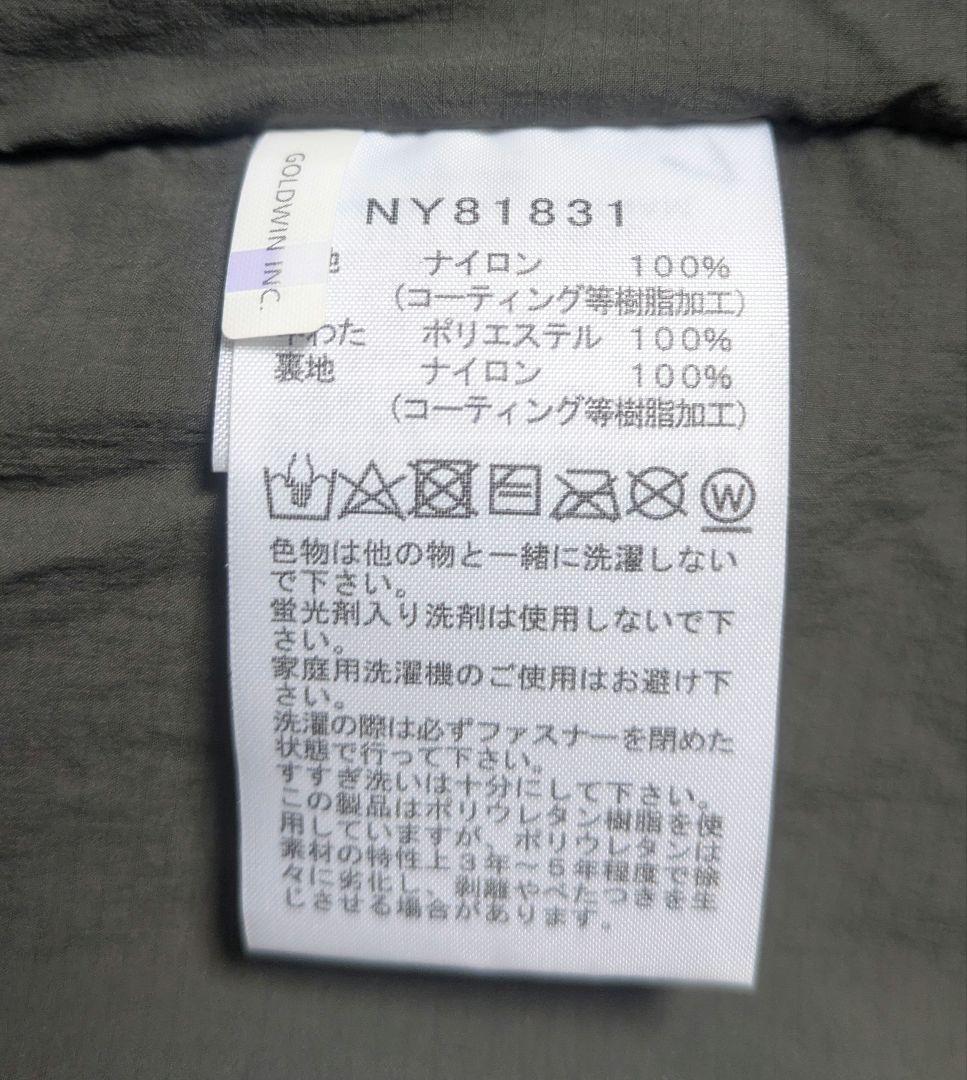 GOLDWIN INC.
NY81831
地 ナイロン 100%
(コーティング等樹脂加工)
中わた ポリエステル 100%
裏地 ナイロン 100%
(コーティング等樹脂加工)
W
色物は他の物と一緒に洗濯しない
で下さい。
蛍光剤入り洗剤は使用しないで下
さい。
家庭用洗濯機のご使用はお避け下
さい。
洗濯の際は必ずファスナーを閉めた
状態で行って下さい。
すすぎ洗いは十分にして下さい。
この製品はポリウレタン樹脂を使
用していますが、ポリウレタンは
素材の特性上3年～5年程度で除
々に劣化し、剥離やべたつきを生
じさせる場合があります。